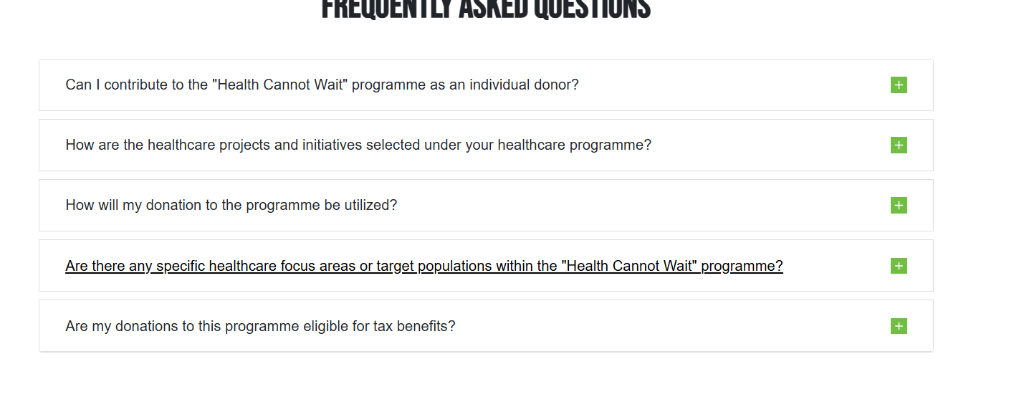 FREQUENTLY ASKED QUESTIONS
Can I contribute to the "Health Cannot Wait" programme as an individual donor?
How are the healthcare projects and initiatives selected under your healthcare programme?
How will my donation to the programme be utilized?
Are there any specific healthcare focus areas or target populations within the "Health Cannot Wait" programme?
Are my donations to this programme eligible for tax benefits?